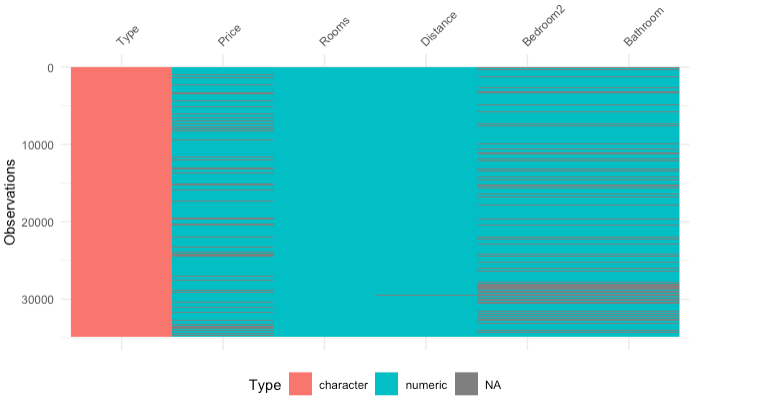 Type Price Rooms Distance Bedroom2 Bathroom
0
10000
20000
30000
Observations
Type character numeric NA